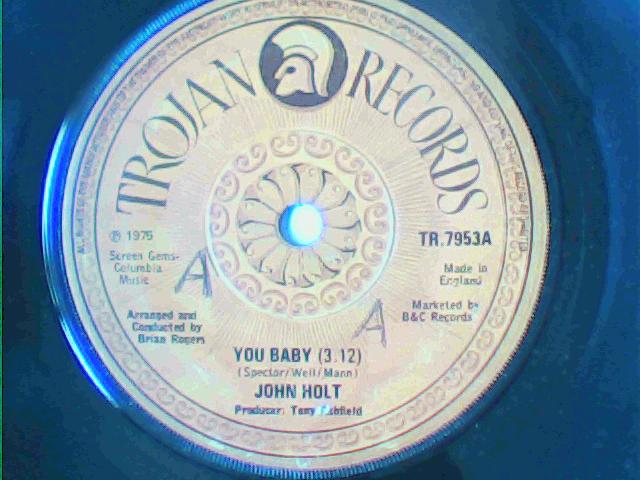 TROJAN RECORDS
℗ 1975
Screen Gems-
Columbia
Music
A
TR.7953A
Made in
England
Arranged and
Conducted by
Brian Rogers
Marketed by
B&C Records
A
YOU BABY (3.12)
(Spector/Weil/Mann)
JOHN HOLT
Producer: Tony Ashfield